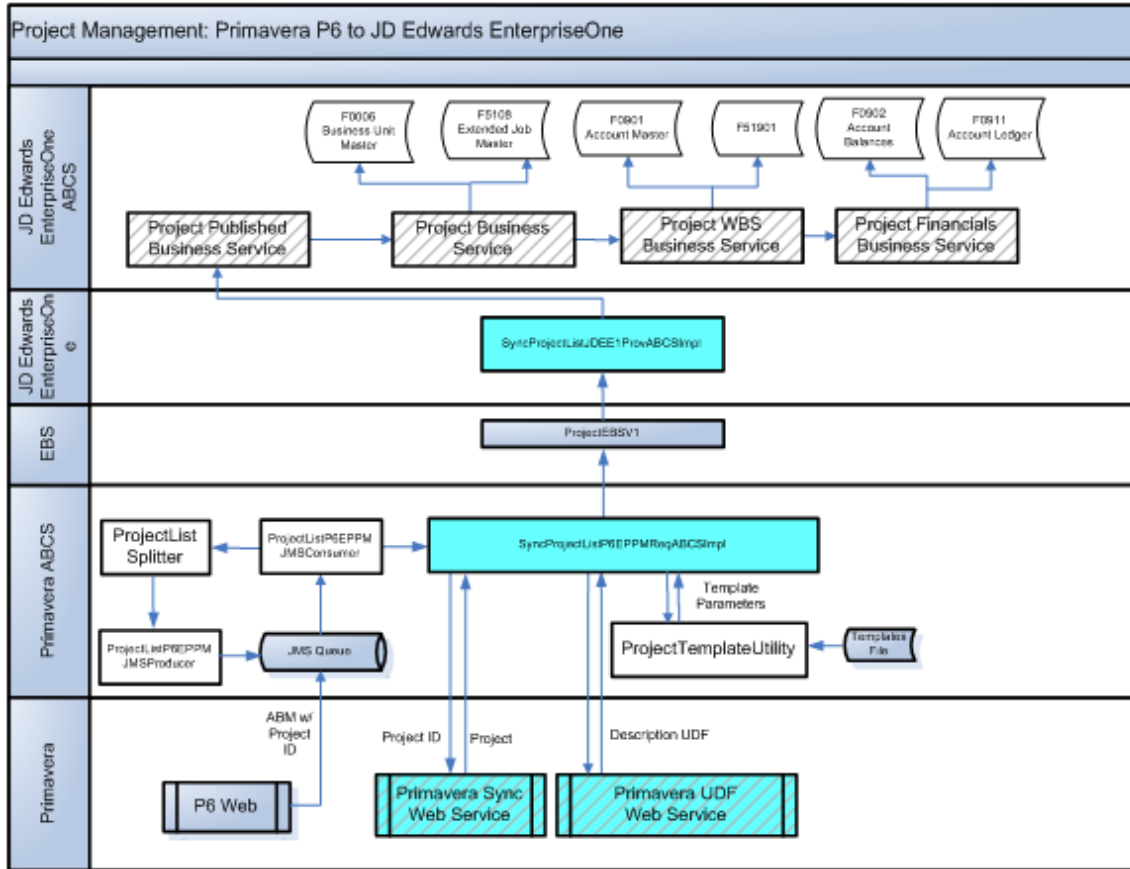 Project Management: Primavera P6 to JD Edwards EnterpriseOne
JD Edwards
EnterpriseOne
ABCS
F0006
Business Unit
Master
F5108
Extended Job
Master
F0901
Account Master
F51901
F0902
Account
Balances
F0911
Account Ledger
Project Published
Business Service
Project Business
Service
Project WBS
Business Service
Project Financials
Business Service
JD Edwards
EnterpriseOn
e
SyncProjectListJDEE1ProvABCSImpl
EBS
ProjectEBSV1
Primavera ABCS
ProjectList
Splitter
ProjectListP6EPPM
JMSConsumer
SyncProjectListP6EPPMReqABCSImpl
Template
Parameters
ProjectListP6EPPM
JMSProducer
JMS Queue
ProjectTemplateUtility
Templates
File
Primavera
ABM w/
Project
ID
Project ID
Project
Description UDF
P6 Web
Primavera Sync
Web Service
Primavera UDF
Web Service